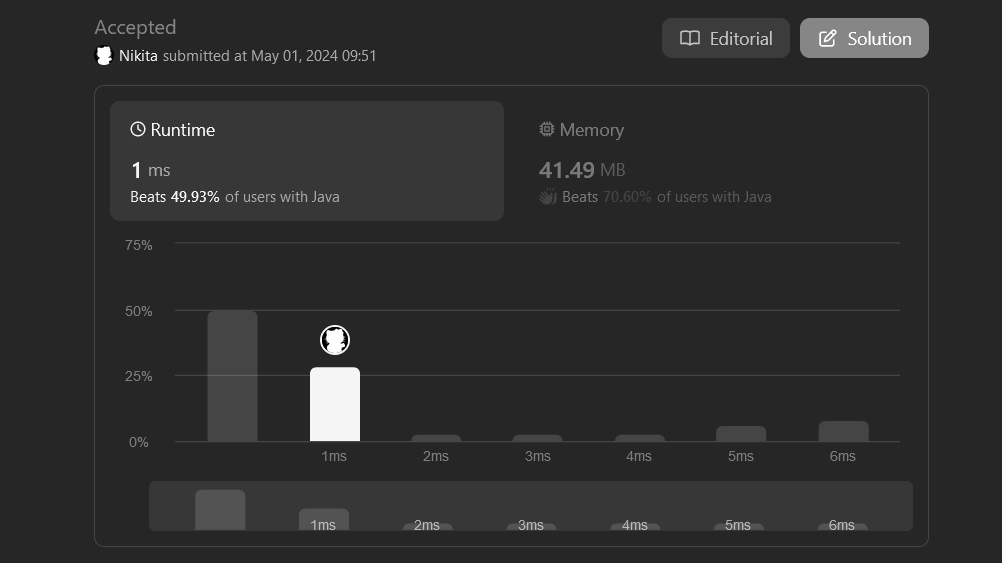 Accepted
Nikita submitted at May 01, 2024 09:51
Editorial
Solution
Runtime
1 ms
Beats 49.93% of users with Java
Memory
41.49 MB
Beats 70.60% of users with Java
75%
50%
25%
0%
1ms 2ms 3ms 4ms 5ms 6ms
1ms 2ms 3ms 4ms 5ms 6ms